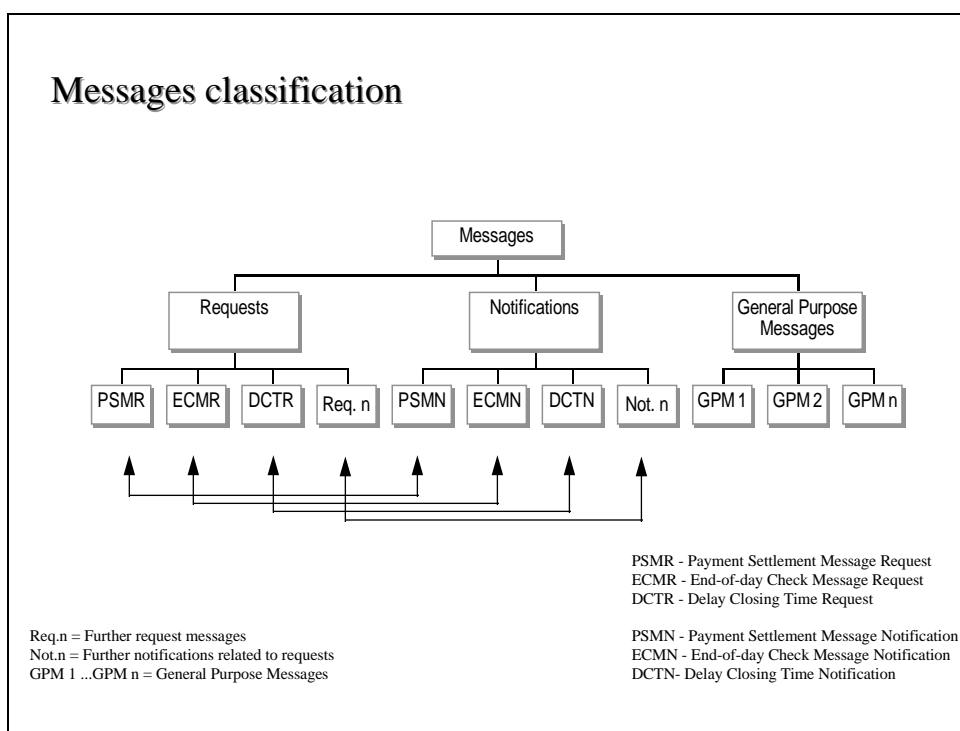 Messages classification
Messages
Requests
Notifications
General Purpose
Messages
PSMR
ECMR
DCTR
Req. n
PSMN
ECMN
DCTN
Not. n
GPM 1
GPM 2
GPM n
PSMR - Payment Settlement Message Request
ECMR - End-of-day Check Message Request
DCTR - Delay Closing Time Request
Req.n = Further request messages
Not.n = Further notifications related to requests
GPM 1 ...GPM n = General Purpose Messages
PSMN - Payment Settlement Message Notification
ECMN - End-of-day Check Message Notification
DCTN- Delay Closing Time Notification